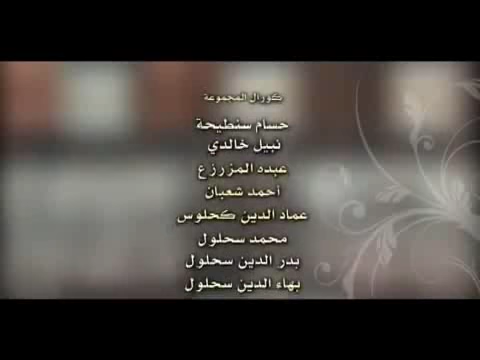 كورال المجموعة
حسام سنطيحة
نبيل خالدي
عبده المزرزع
أحمد شعبان
عماد الدين كحلوس
محمد سحلول
بدر الدين سحلول
بهاء الدين سحلول